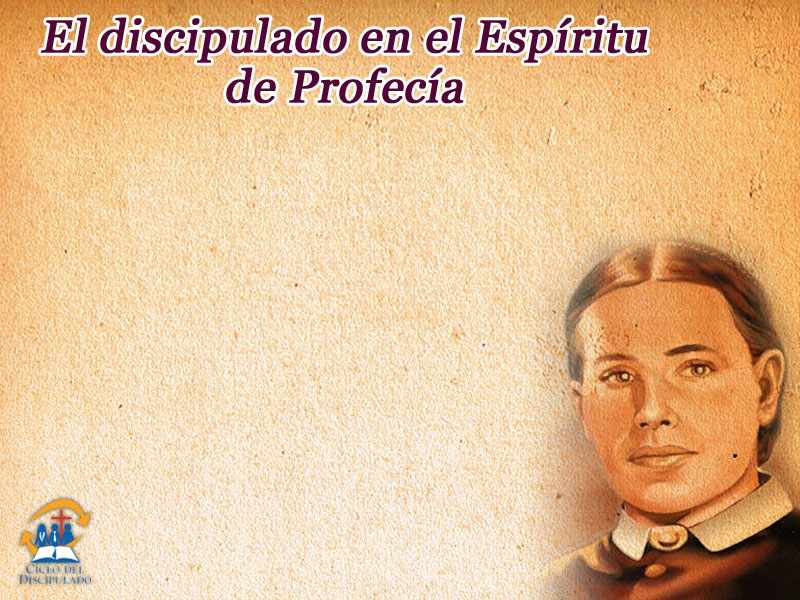 El discipulado en el Espíritu
de Profecía
CICLO DEL
DISCIPULADO